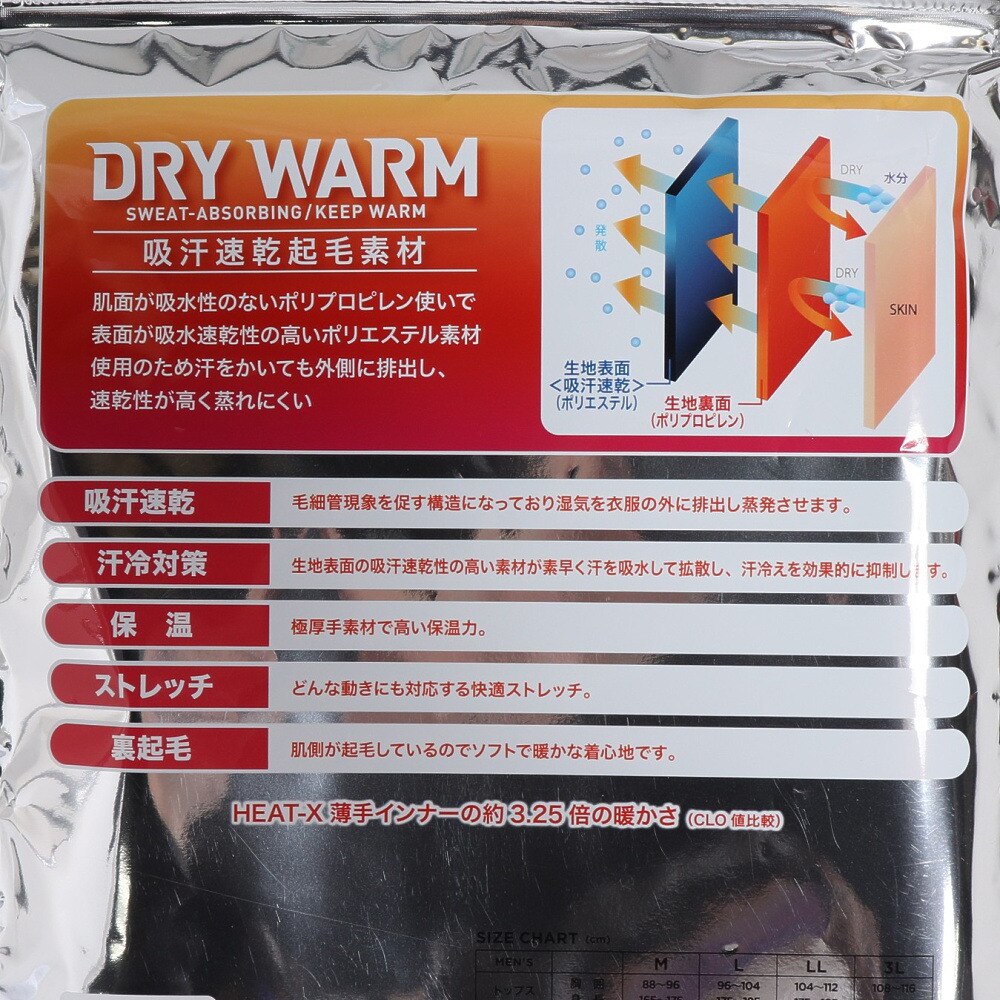 DRY WARM
SWEAT-ABSORBING/KEEP WARM
吸汗速乾起毛素材
肌面が吸水性のないポリプロピレン使いで
表面が吸水速乾性の高いポリエステル素材
使用のため汗をかいても外側に排出し、
速乾性が高く蒸れにくい
発散
DRY
水分
DRY
SKIN
生地表面
<吸汗速乾>
(ポリエステル)
生地裏面
(ポリプロピレン)
吸汗速乾
毛細管現象を促す構造になっており湿気を衣服の外に排出し蒸発させます。
汗冷対策
生地表面の吸汗速乾性の高い素材が素早く汗を吸水して拡散し、汗冷えを効果的に抑制します。
保 温
極厚手素材で高い保温力。
ストレッチ
どんな動きにも対応する快適ストレッチ。
裏起毛
肌側が起毛しているのでソフトで暖かな着心地です。
HEAT-X 薄手インナーの約3.25倍の暖かさ (CLO値比較)
SIZE CHART (cm)
MEN'S M L LL 3L
トップス 胸囲 88~96 96~104 104~112 108~116